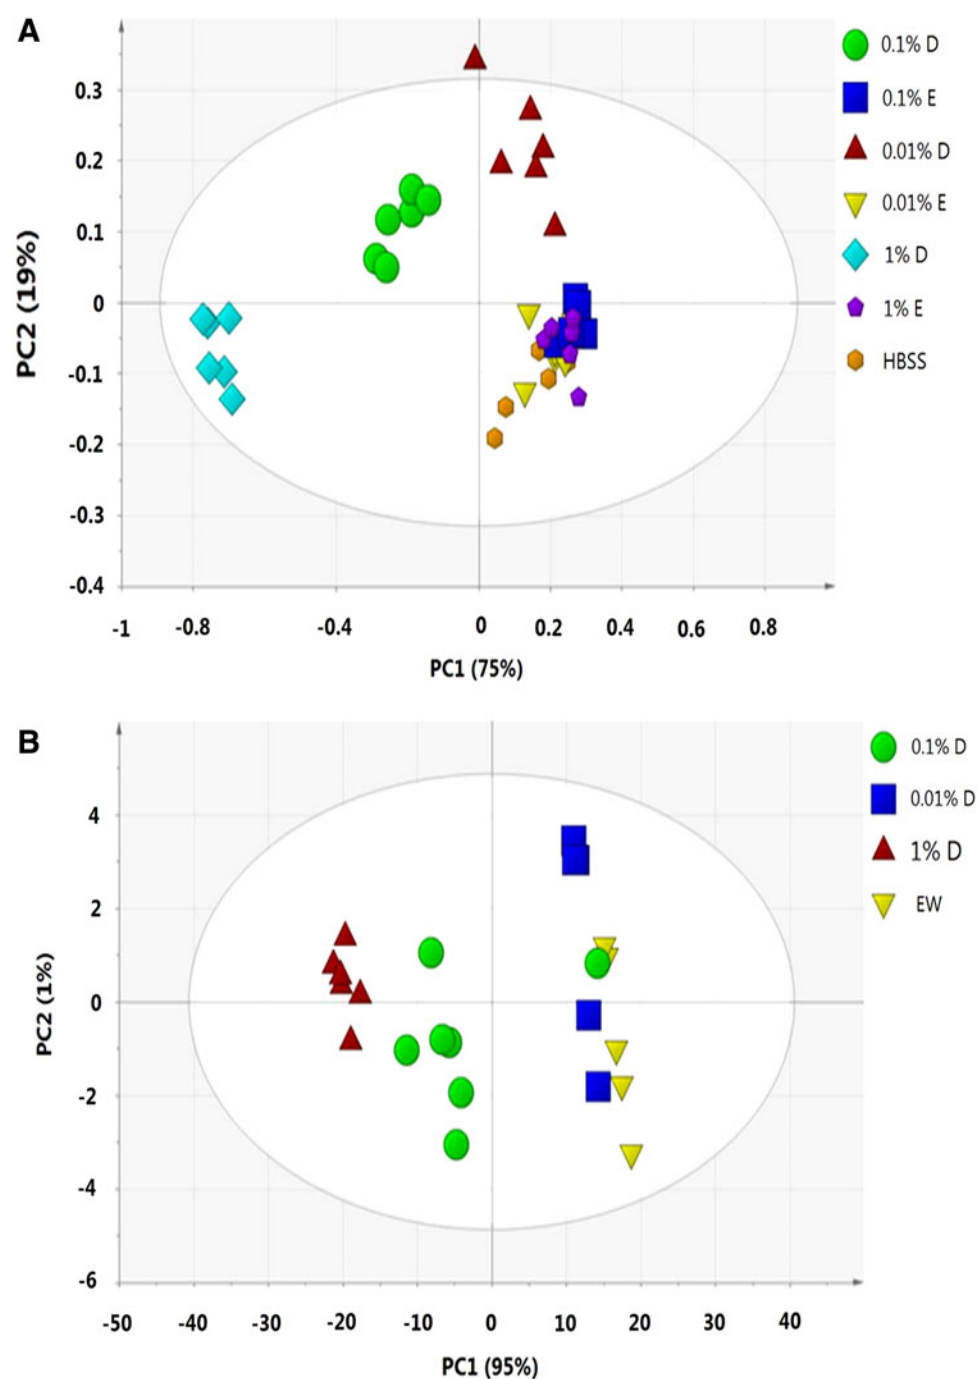 A
0.1% D
0.1% E
0.01% D
0.01% E
1% D
1% E
HBSS
0.3
0.2
0.1
0
-0.1
-0.2
-0.3
-0.4
PC2 (19%)
-1 -0.8 -0.4 0 0.2 0.4 0.6 0.8
PC1 (75%)
B
0.1% D
0.01% D
1% D
EW
4
2
0
-2
-4
-6
PC2 (1%)
-50 -40 -30 -20 -10 0 10 20 30 40
PC1 (95%)